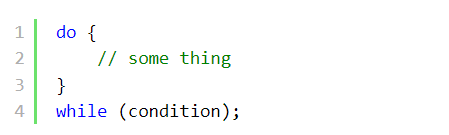 1 do {
2 // some thing
3 }
4 while (condition);